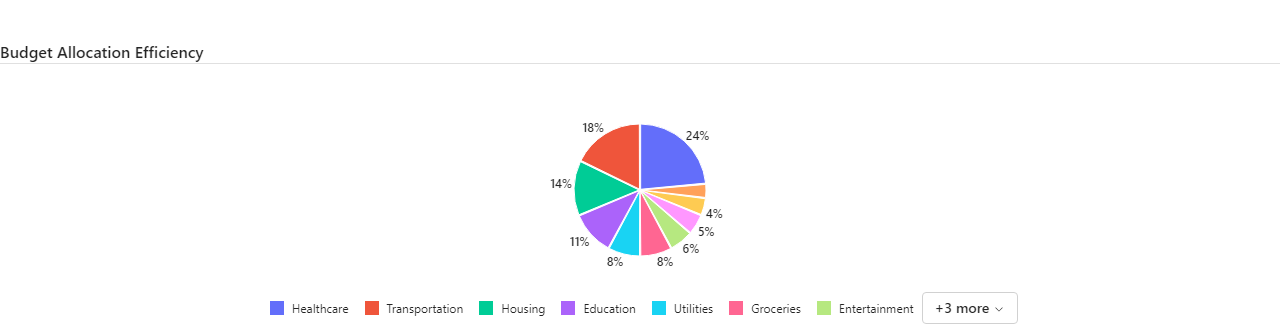 Budget Allocation Efficiency
18%
24%
14%
4%
5%
11%
6%
8%
8%
Healthcare
Transportation
Housing
Education
Utilities
Groceries
Entertainment
+3 more